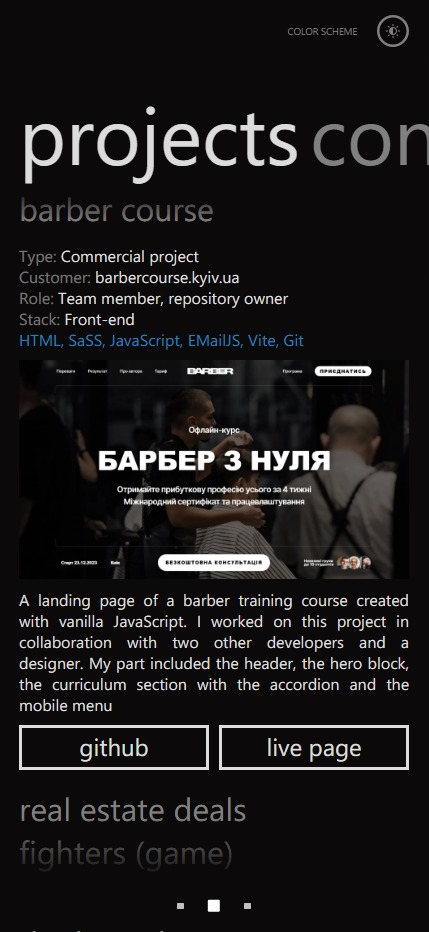 COLOR SCHEME
projects con
barber course
Type: Commercial project
Customer: barbercourse.kyiv.ua
Role: Team member, repository owner
Stack: Front-end
HTML, SaSS, JavaScript, EMailJS, Vite, Git
Переваги Результат Про автора Тариф BARBER Програма ПРИЄДНАТИСЬ
Офлайн-курс
БАРБЕР З НУЛЯ
Отримайте прибуткову професію усього за 4 тижні
Міжнародний сертифікат та працевлаштування
Старт 23.12.2023 Київ БЕЗКОШТОВНА КОНСУЛЬТАЦІЯ Невеликі групи
до 10 студентів
A landing page of a barber training course created
with vanilla JavaScript. I worked on this project in
collaboration with two other developers and a
designer. My part included the header, the hero block,
the curriculum section with the accordion and the
mobile menu
github live page
real estate deals
fighters (game)